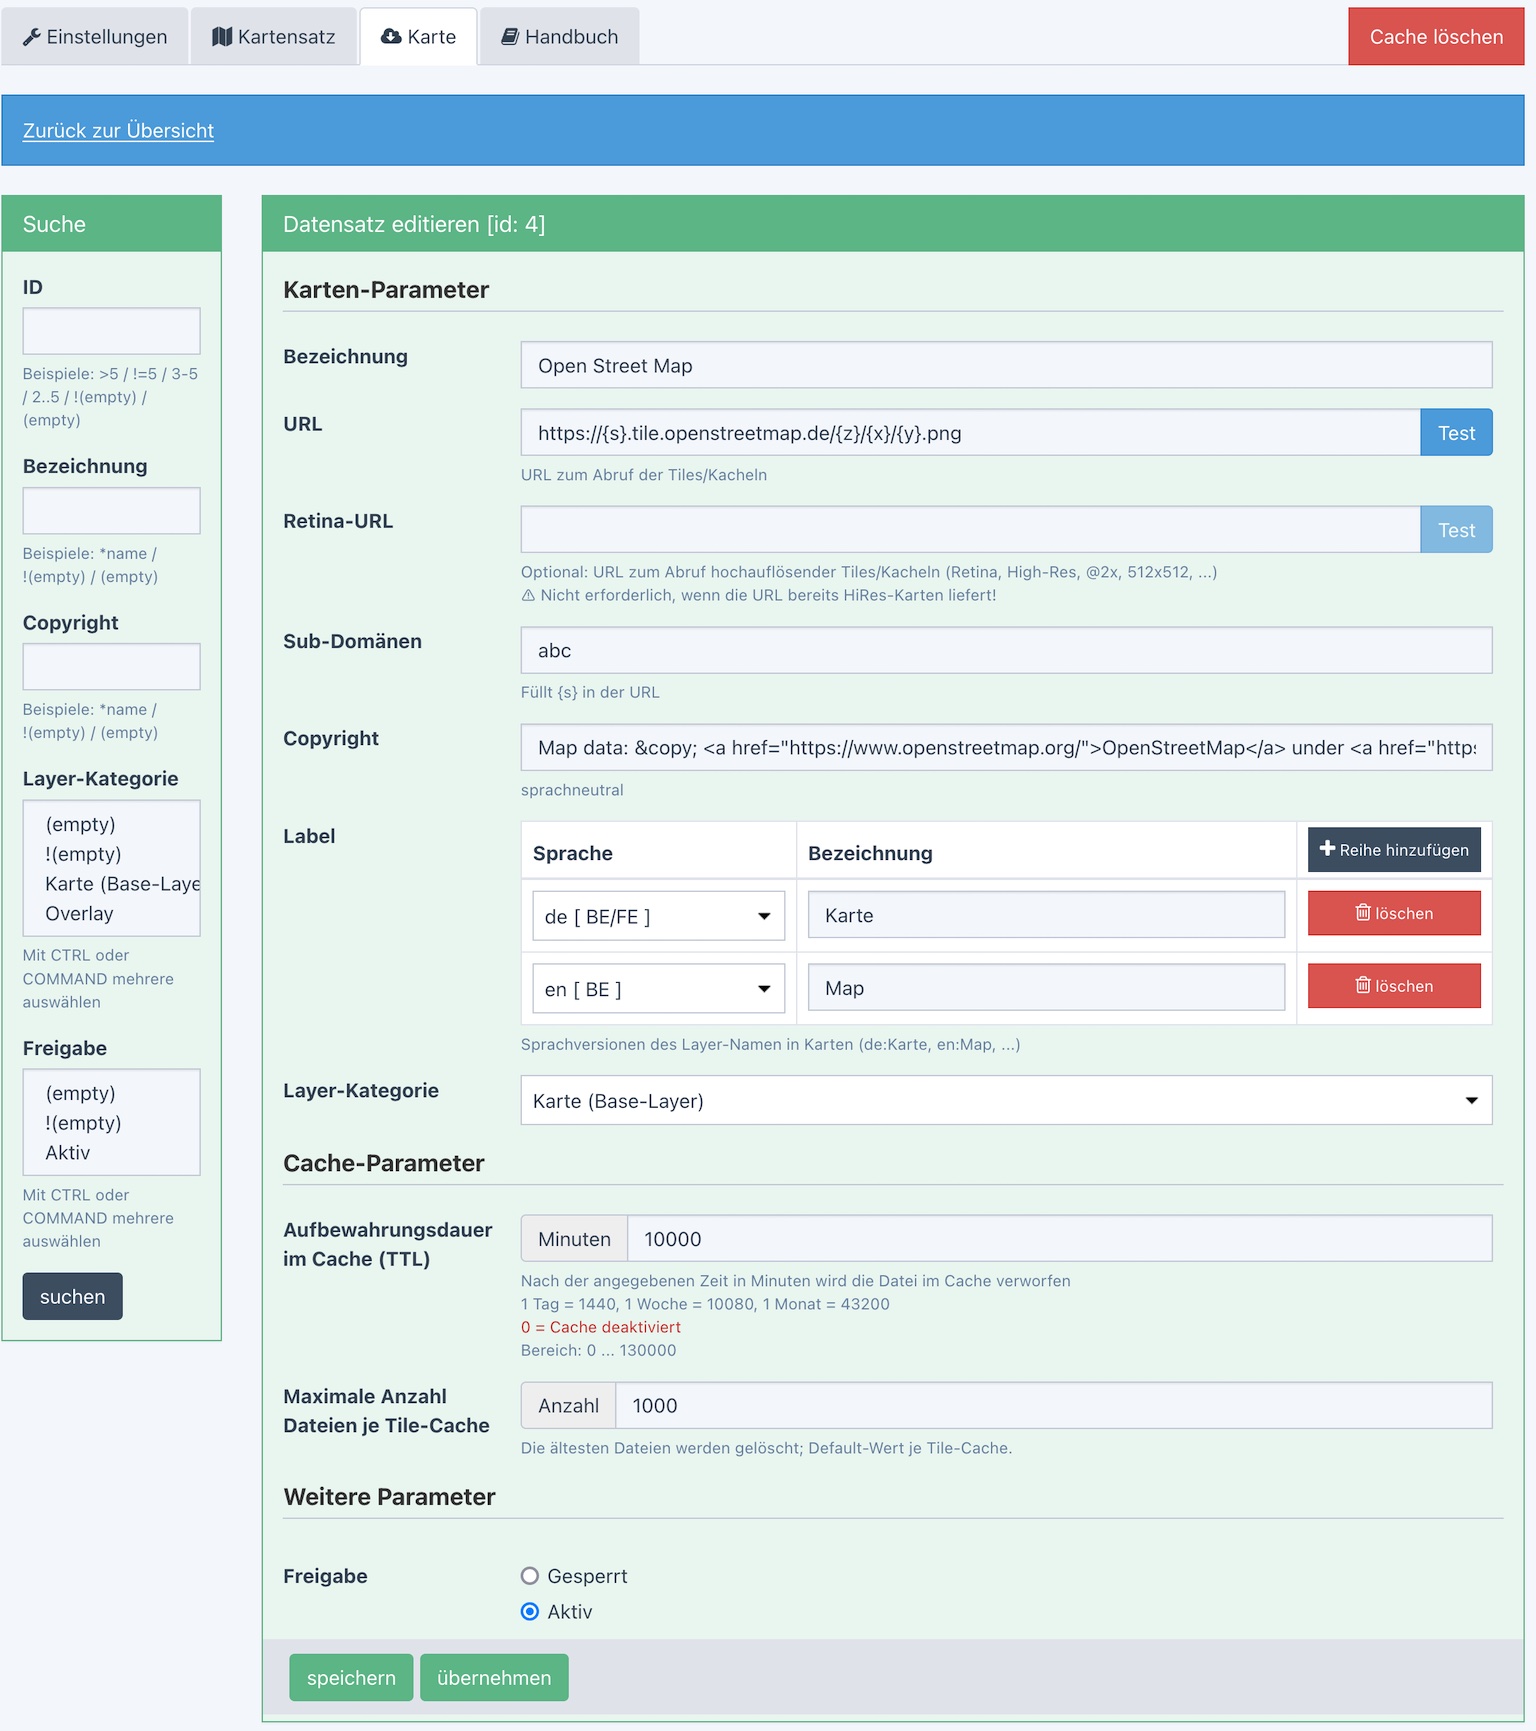 Einstellungen
Kartensatz
Karte
Handbuch
Cache löschen
Zurück zur Übersicht
Suche
ID
Beispiele: >5 / !=5 / 3-5
/ 2..5 / !(empty) /
(empty)
Bezeichnung
Beispiele: *name /
!(empty) / (empty)
Copyright
Beispiele: *name /
!(empty) / (empty)
Layer-Kategorie
(empty)
!(empty)
Karte (Base-Laye
Overlay
Mit CTRL oder
COMMAND mehrere
auswählen
Freigabe
(empty)
!(empty)
Aktiv
Mit CTRL oder
COMMAND mehrere
auswählen
suchen
Datensatz editieren [id: 4]
Karten-Parameter
Bezeichnung
Open Street Map
URL
https://{s}.tile.openstreetmap.de/{z}/{x}/{y}.png
Test
URL zum Abruf der Tiles/Kacheln
Retina-URL
Test
Optional: URL zum Abruf hochauflösender Tiles/Kacheln (Retina, High-Res, @2x, 512x512, ...)
⚠ Nicht erforderlich, wenn die URL bereits HiRes-Karten liefert!
Sub-Domänen
abc
Füllt {s} in der URL
Copyright
Map data: &copy; <a href="https://www.openstreetmap.org/">OpenStreetMap</a> under <a href="https
sprachneutral
Label
Sprache
Bezeichnung
Reihe hinzufügen
de [ BE/FE ]
Karte
löschen
en [ BE ]
Map
löschen
Sprachversionen des Layer-Namen in Karten (de:Karte, en:Map, ...)
Layer-Kategorie
Karte (Base-Layer)
Cache-Parameter
Aufbewahrungsdauer
im Cache (TTL)
Minuten
10000
Nach der angegebenen Zeit in Minuten wird die Datei im Cache verworfen
1 Tag = 1440, 1 Woche = 10080, 1 Monat = 43200
0 = Cache deaktiviert
Bereich: 0 ... 130000
Maximale Anzahl
Dateien je Tile-Cache
Anzahl
1000
Die ältesten Dateien werden gelöscht; Default-Wert je Tile-Cache.
Weitere Parameter
Freigabe
Gesperrt
Aktiv
speichern
übernehmen